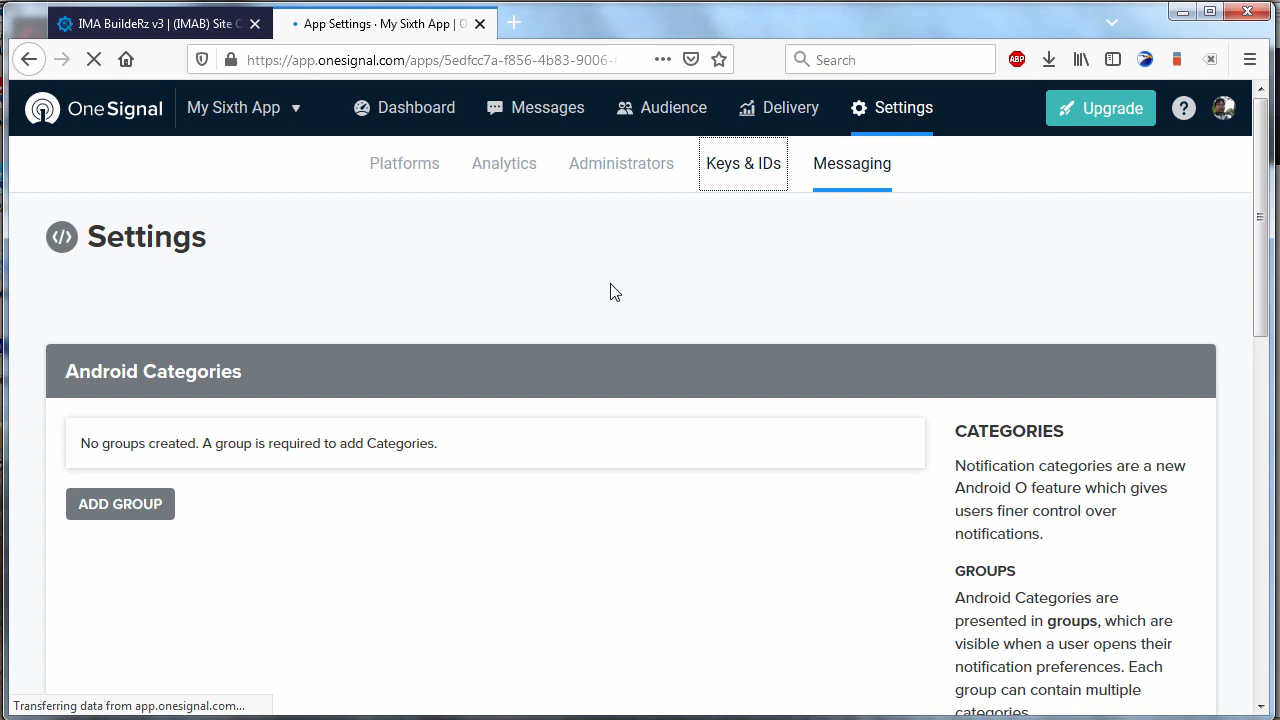 IMA BuildeRz v3 | (IMAB) Site C
App Settings · My Sixth App | O
https://app.onesignal.com/apps/5edfcc7a-f856-4b83-9006-
Search
ABP
OneSignal
My Sixth App
Dashboard
Messages
Audience
Delivery
Settings
Upgrade
?
Platforms
Analytics
Administrators
Keys & IDs
Messaging
</> Settings
Android Categories
No groups created. A group is required to add Categories.
ADD GROUP
CATEGORIES
Notification categories are a new
Android O feature which gives
users finer control over
notifications.
GROUPS
Android Categories are
presented in groups, which are
visible when a user opens their
notification preferences. Each
group can contain multiple
categories.
Transferring data from app.onesignal.com...